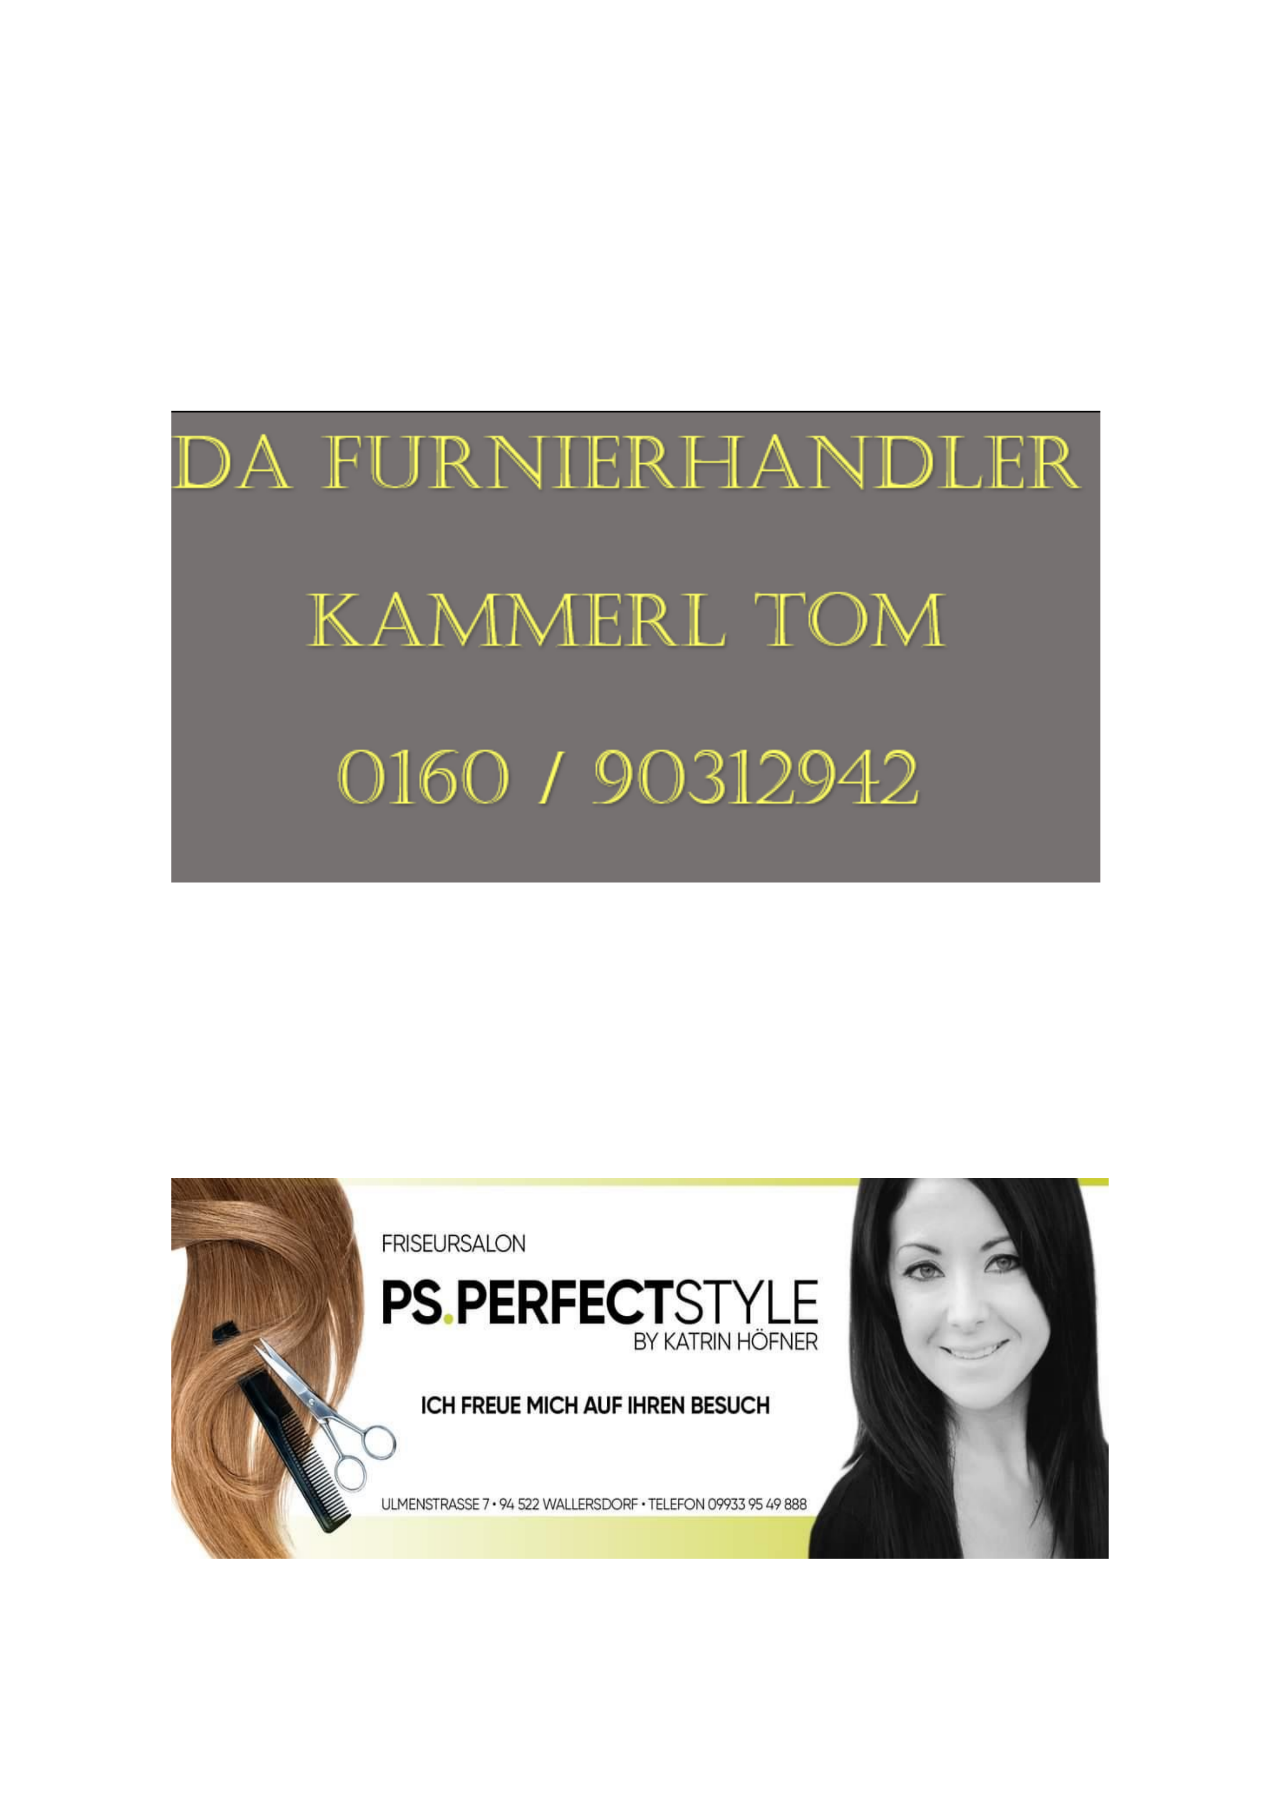 DA FURNIERHANDLER
KAMMERL TOM
0160 / 90312942
FRISEURSALON
PS.PERFECTSTYLE
BY KATRIN HÖFNER
ICH FREUE MICH AUF IHREN BESUCH
ULMENSTRASSE 7 • 94 522 WALLERSDORF • TELEFON 09933 95 49 888